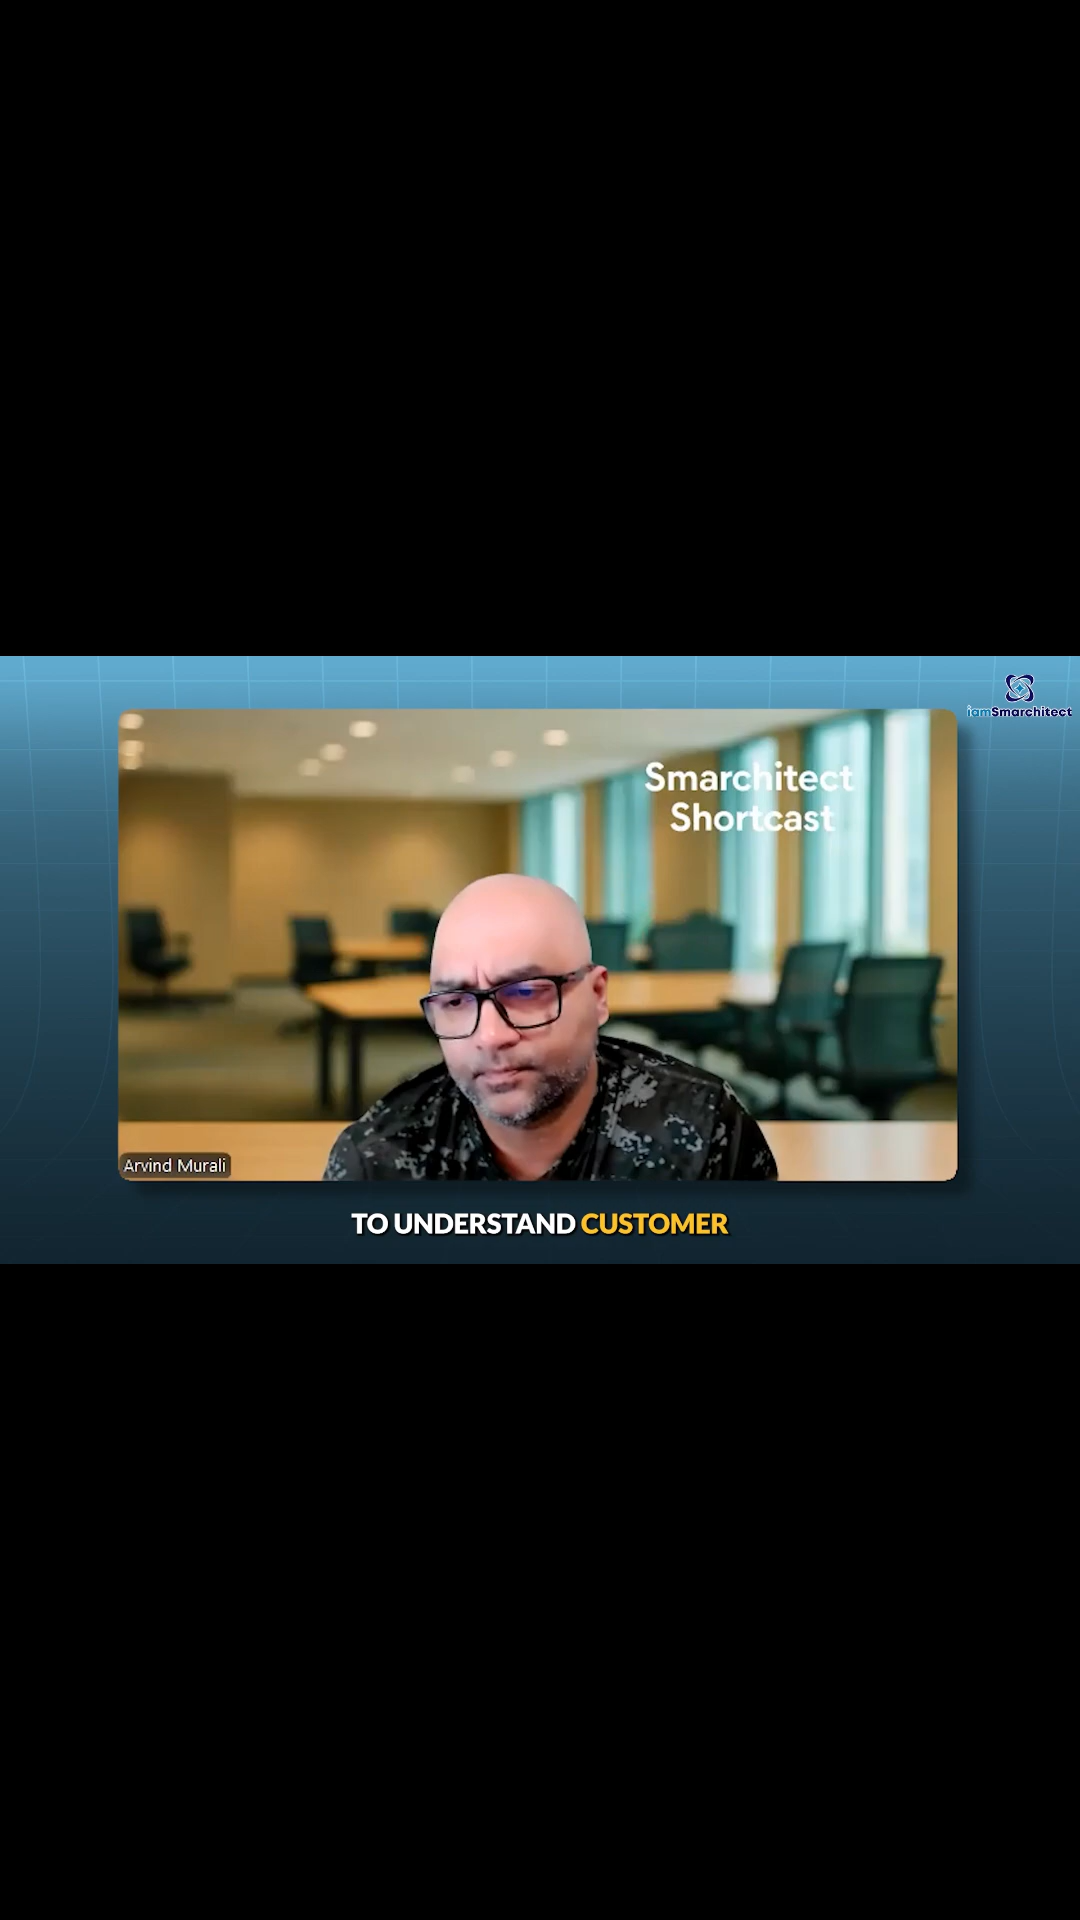 iamSmarchitect
Smarchitect
Shortcast
Arvind Murali
TO UNDERSTAND CUSTOMER